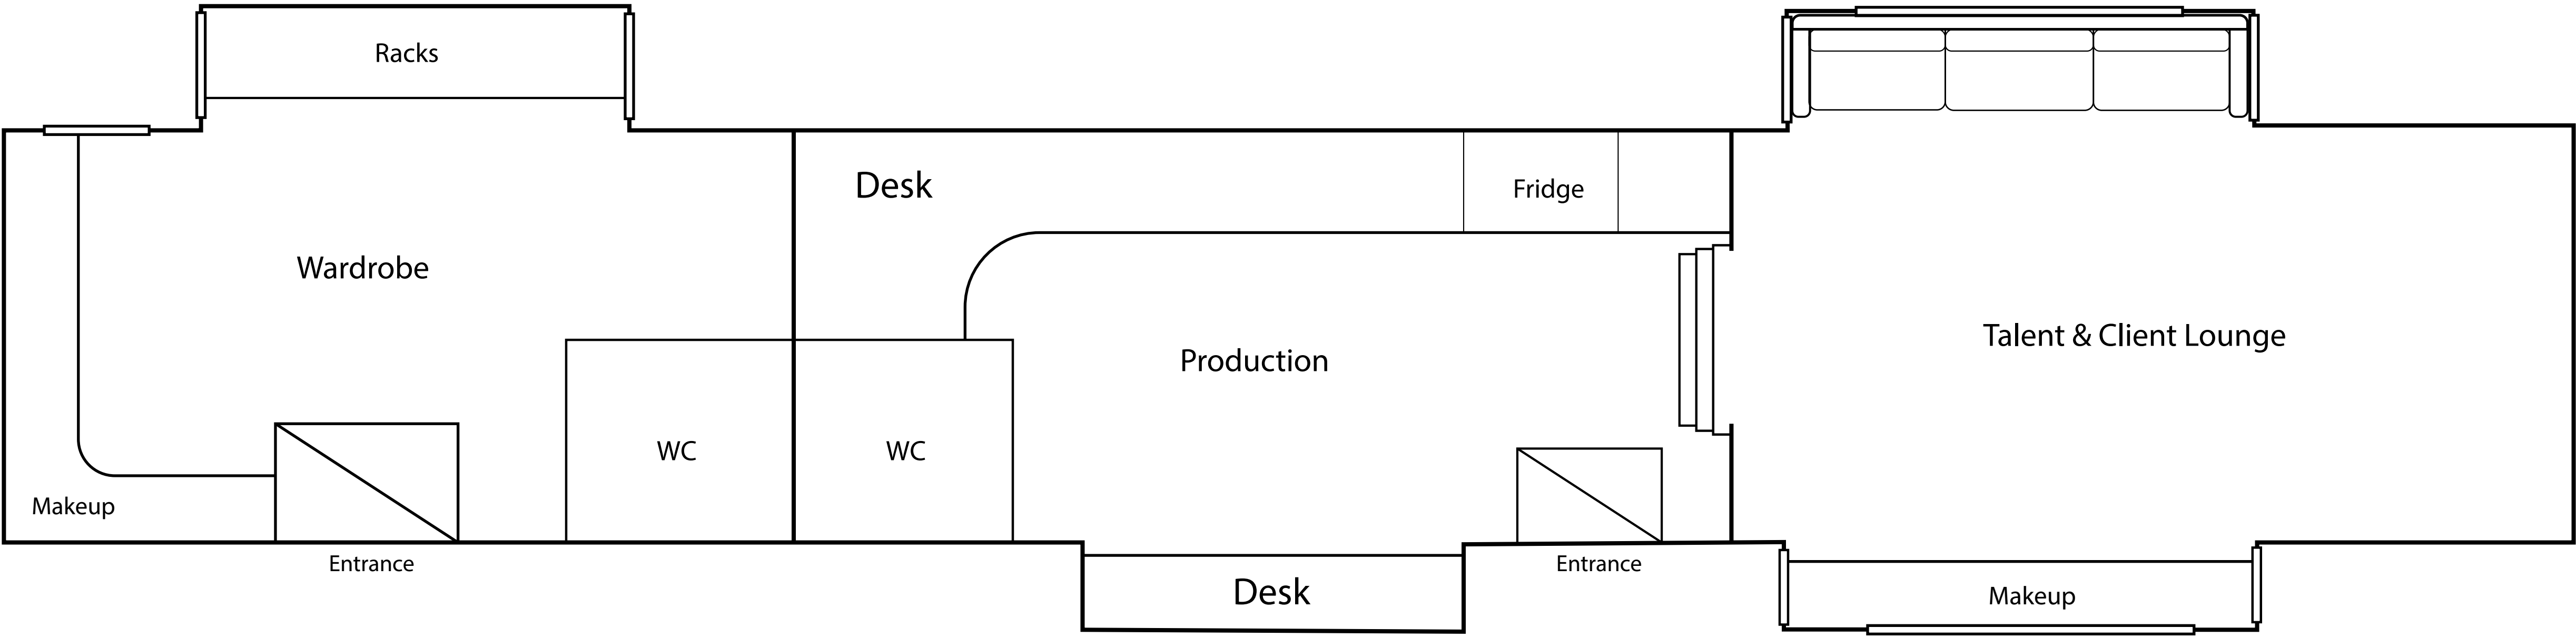 Racks
Desk
Fridge
Wardrobe
Talent & Client Lounge
Production
WC
WC
Makeup
Entrance
Entrance
Desk
Makeup